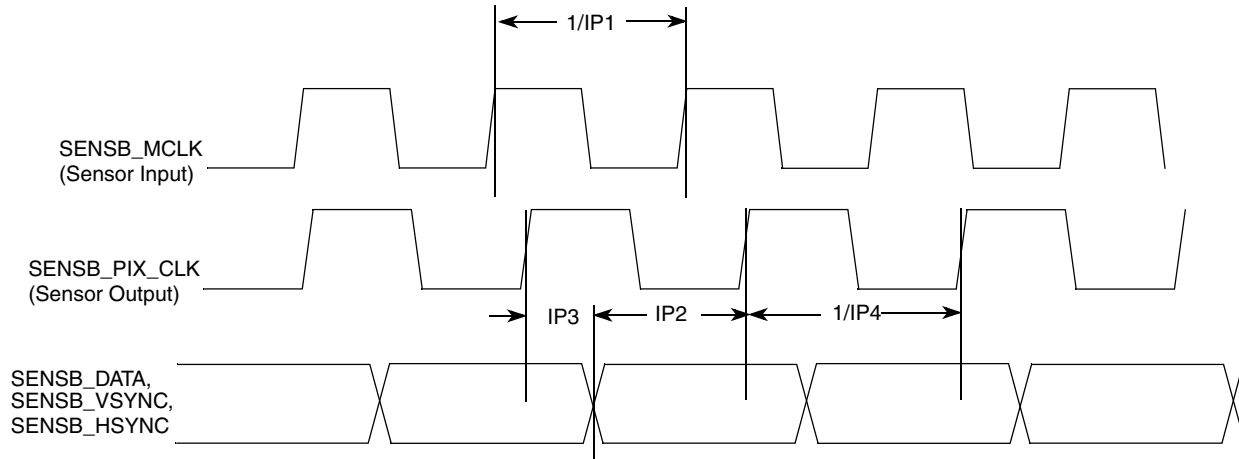 1/IP1
SENSB_MCLK
(Sensor Input)
SENSB_PIX_CLK
(Sensor Output)
IP3
IP2
1/IP4
SENSB_DATA,
SENSB_VSYNC,
SENSB_HSYNC